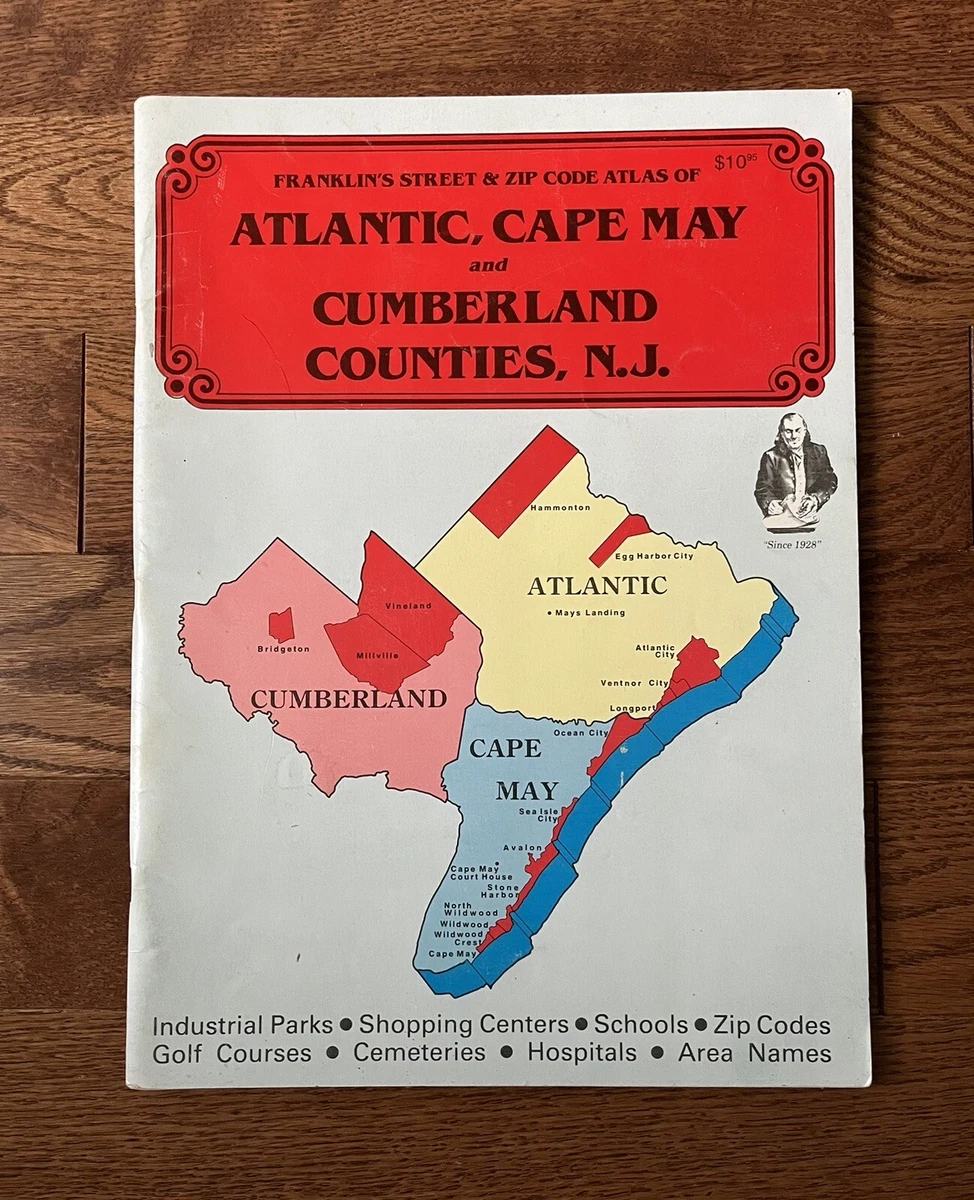 $10⁹⁵
FRANKLIN'S STREET & ZIP CODE ATLAS OF
ATLANTIC, CAPE MAY
and
CUMBERLAND
COUNTIES, N.J.
"Since 1928"
Hammonton
Egg Harbor City
ATLANTIC
• Mays Landing
Vineland
Bridgeton
Millville
Atlantic
City
Ventnor City
CUMBERLAND
Longport
Ocean City
CAPE
MAY
Sea Isle
City
Avalon
Cape May
Court House
Stone
Harbor
North
Wildwood
Wildwood
Wildwood
Crest
Cape May
Industrial Parks • Shopping Centers • Schools • Zip Codes
Golf Courses • Cemeteries • Hospitals • Area Names